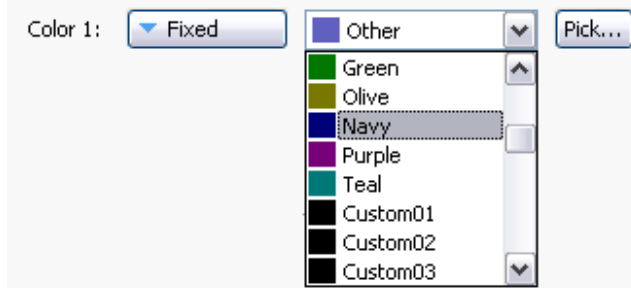 Color 1: Fixed Other Pick...
Green
Olive
Navy
Purple
Teal
Custom01
Custom02
Custom03